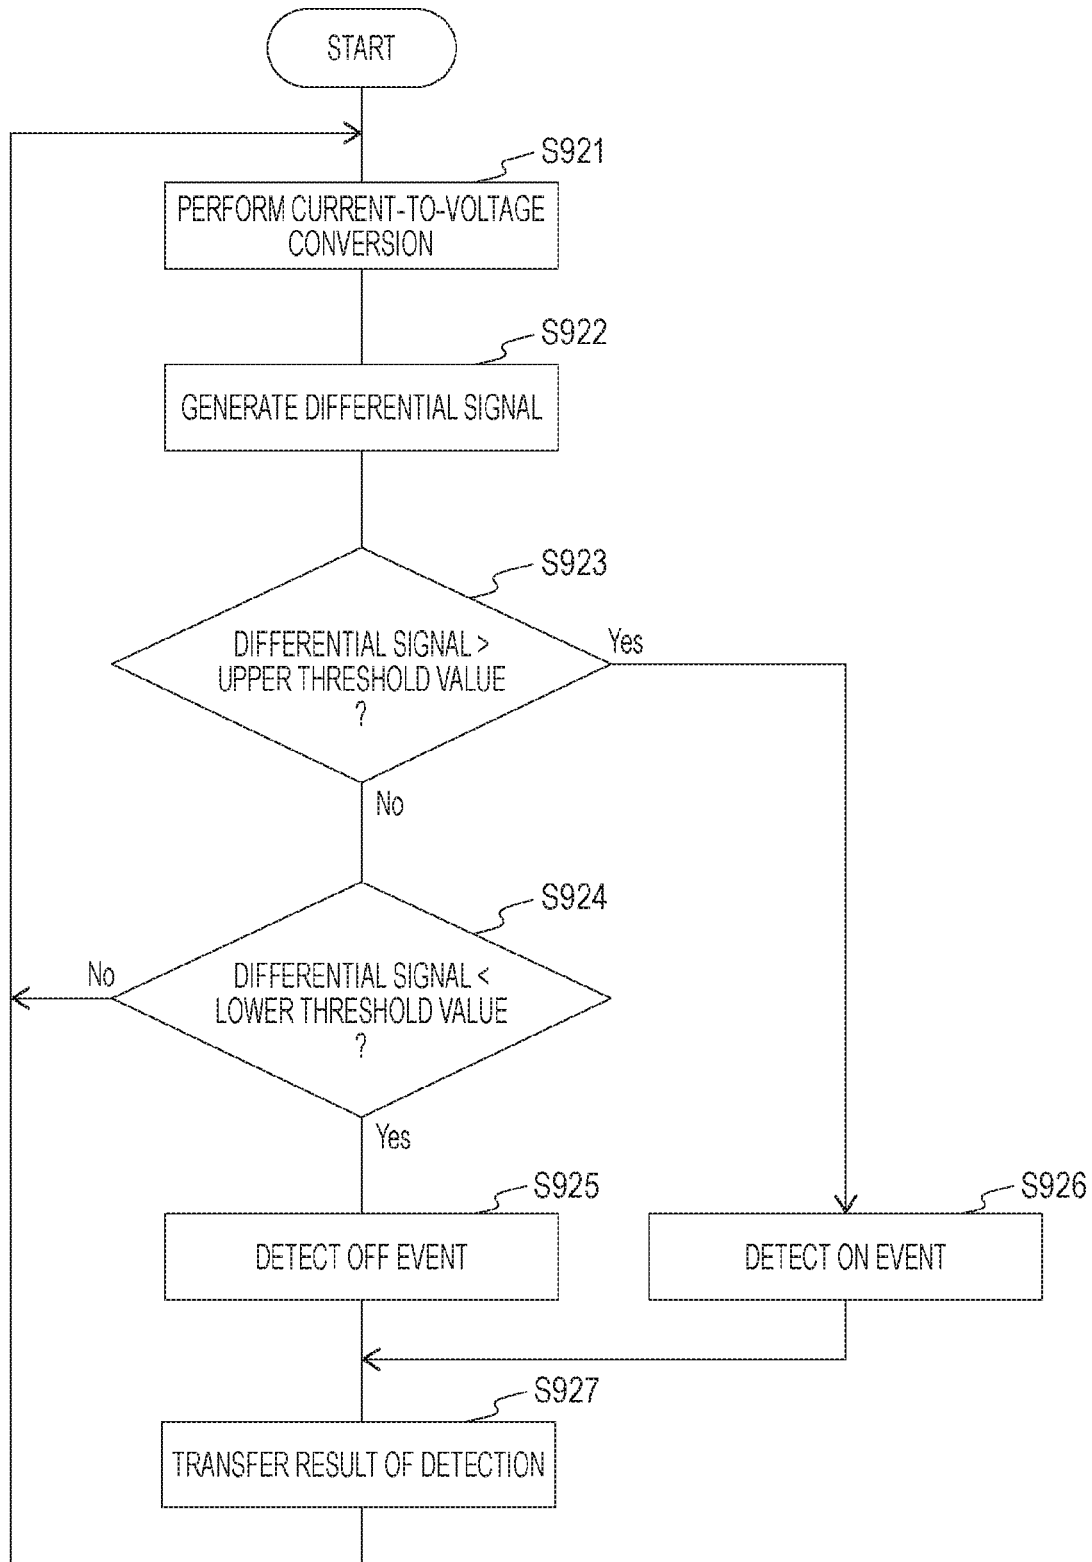 START
S921
PERFORM CURRENT-TO-VOLTAGE
CONVERSION
S922
GENERATE DIFFERENTIAL SIGNAL
S923
DIFFERENTIAL SIGNAL >
UPPER THRESHOLD VALUE
?
Yes
No
S924
DIFFERENTIAL SIGNAL <
LOWER THRESHOLD VALUE
?
No
Yes
S925
DETECT OFF EVENT
S926
DETECT ON EVENT
S927
TRANSFER RESULT OF DETECTION